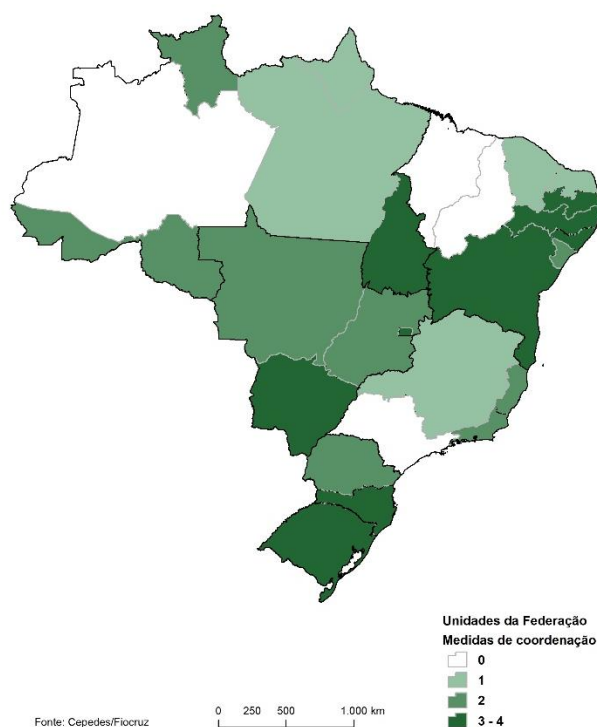 Unidades da Federação
Medidas de coordenação
0
1
2
3 - 4
0 250 500 1.000 km
Fonte: Cepedes/Fiocruz